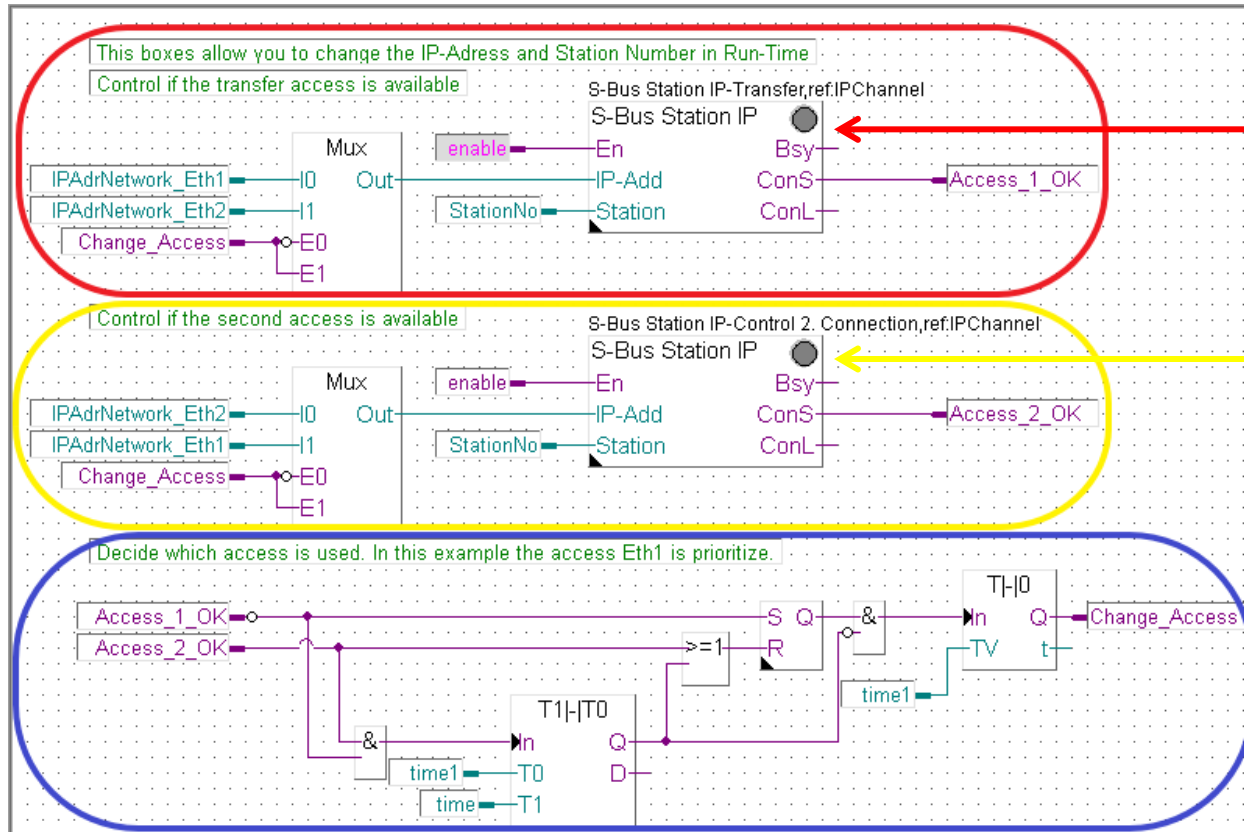 This boxes allow you to change the IP-Adress and Station Number in Run-Time
Control if the transfer access is available
S-Bus Station IP-Transfer,ref:IPChannel
S-Bus Station IP
Mux
enable
En
Bsy
IPAdrNetwork_Eth1
I0
Out
IP-Add
ConS
Access_1_OK
IPAdrNetwork_Eth2
I1
StationNo
Station
ConL
Change_Access
E0
E1
Control if the second access is available
S-Bus Station IP-Control 2. Connection,ref:IPChannel
S-Bus Station IP
Mux
enable
En
Bsy
IPAdrNetwork_Eth2
I0
Out
IP-Add
ConS
Access_2_OK
IPAdrNetwork_Eth1
I1
StationNo
Station
ConL
Change_Access
E0
E1
Decide which access is used. In this example the access Eth1 is prioritize.
T|-|0
Access_1_OK
S
Q
&
In
Q
Change_Access
Access_2_OK
>=1
R
TV
t
time1
T1|-|T0
&
In
Q
time1
T0
D
time
T1